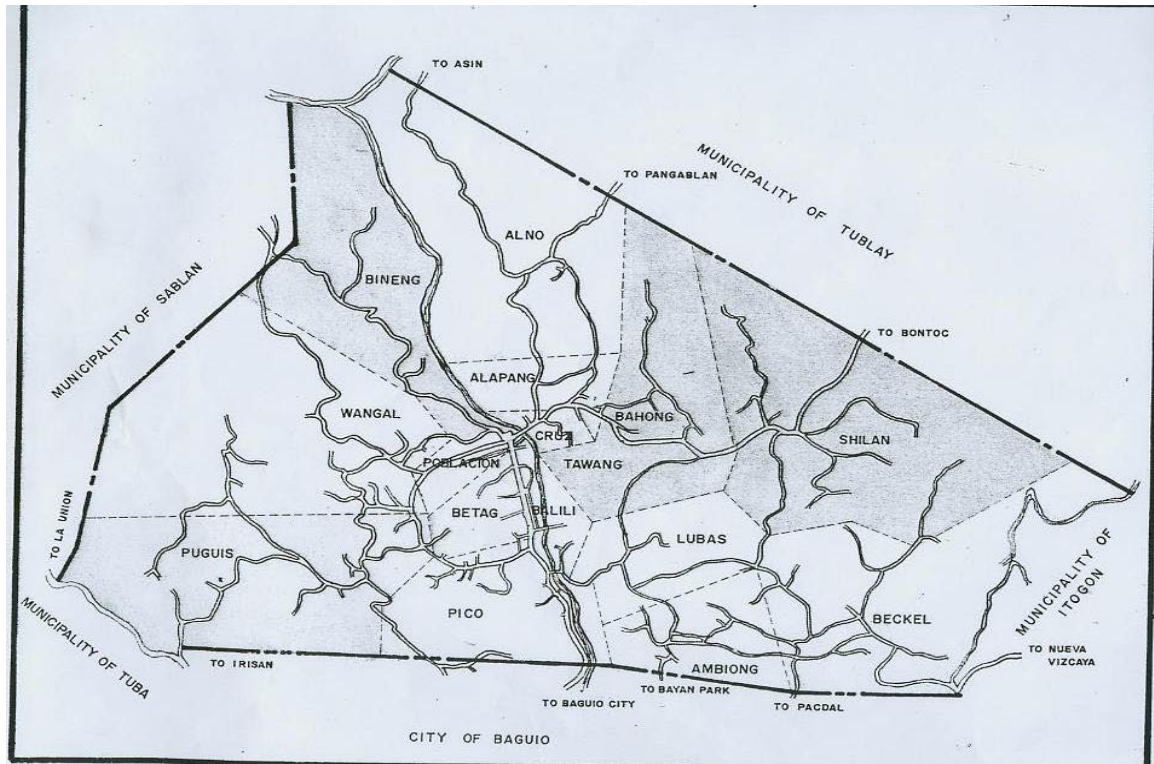 TO ASIN
MUNICIPALITY OF TUBLAY
TO PANGABLAN
ALNO
BINENG
MUNICIPALITY OF SABLAN
TO BONTOC
ALAPANG
WANGAL
BAHONG
CRUZ
SHILAN
POBLACION
TAWANG
BETAG
BALILI
TO LA UNION
LUBAS
PUGUIS
MUNICIPALITY OF
ITOGON
PICO
BECKEL
MUNICIPALITY OF TUBA
TO IRISAN
AMBIONG
TO NUEVA
VIZCAYA
TO BAYAN PARK
TO BAGUIO CITY
TO PACDAL
CITY OF BAGUIO